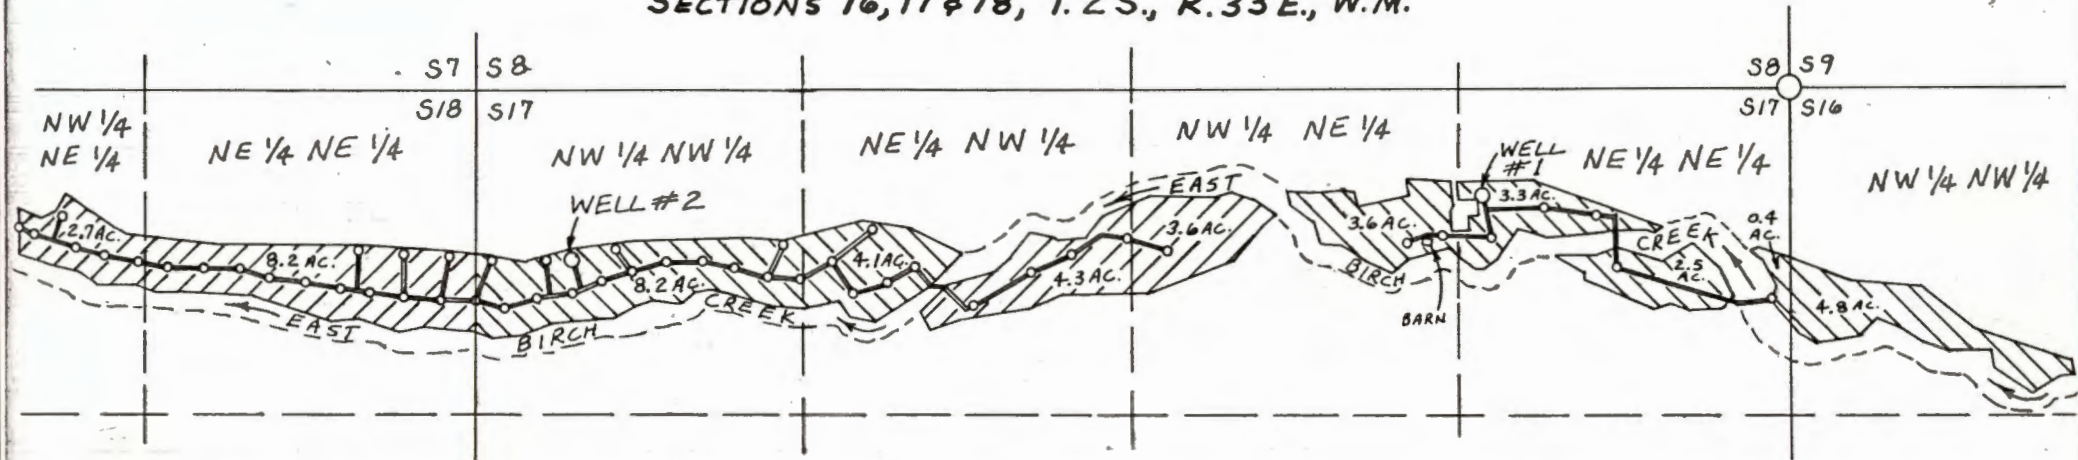 SECTIONS 16, 17 & 18, T. 2 S., R. 33 E., W.M.
S7 S8
S8 S9
S18 S17
S17 S16
NW 1/4
NE 1/4
NE 1/4 NE 1/4
NW 1/4 NW 1/4
NE 1/4 NW 1/4
NW 1/4 NE 1/4
WELL
#1
NE 1/4 NE 1/4
NW 1/4 NW 1/4
WELL #2
EAST
2.7 AC.
8.2 AC.
8.2 AC.
4.1 AC.
4.3 AC.
3.6 AC.
3.6 AC.
3.3 AC.
CREEK
0.4
AC.
2.5
AC.
4.8 AC.
BIRCH
BARN
EAST
BIRCH
CREEK